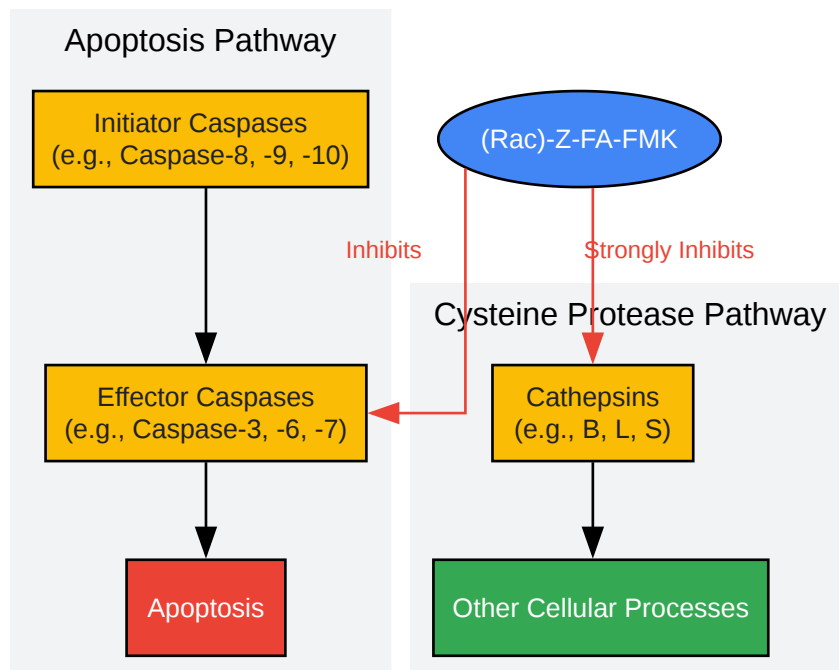 Apoptosis Pathway
Initiator Caspases
(e.g., Caspase-8, -9, -10)
(Rac)-Z-FA-FMK
Inhibits
Strongly Inhibits
Cysteine Protease Pathway
Effector Caspases
(e.g., Caspase-3, -6, -7)
Cathepsins
(e.g., B, L, S)
Apoptosis
Other Cellular Processes